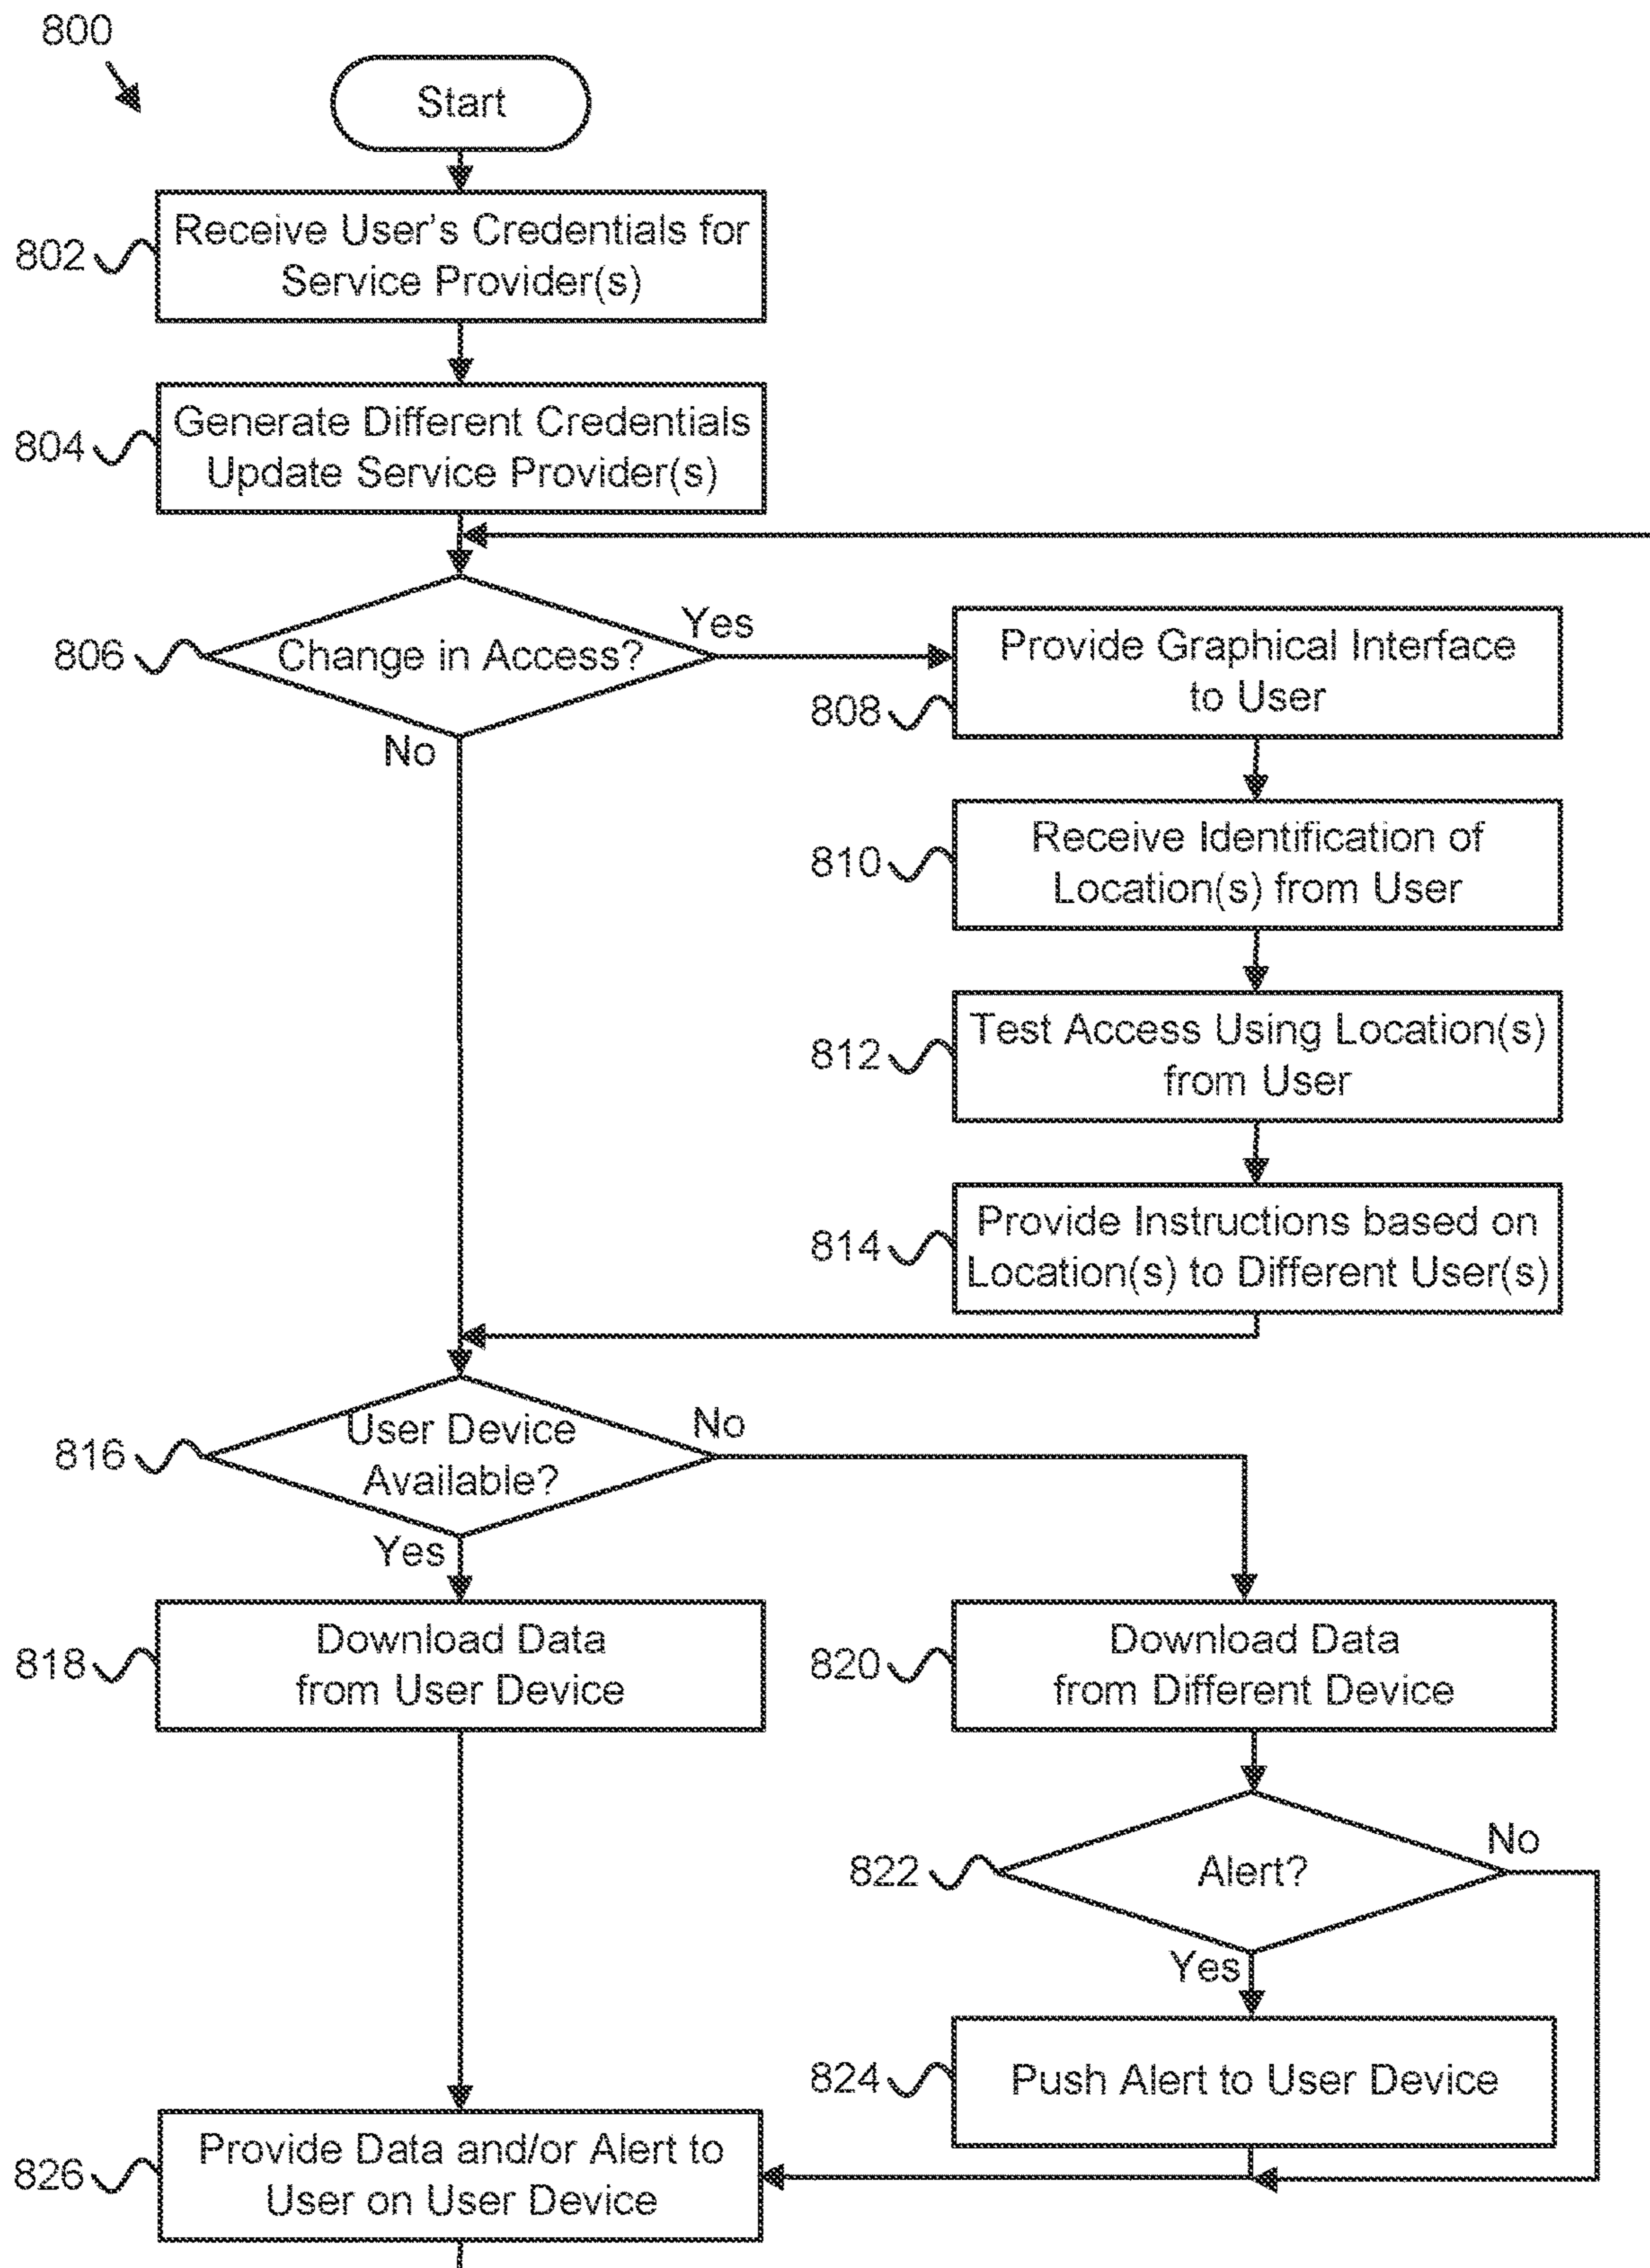 800
Start
802
Receive User's Credentials for
Service Provider(s)
804
Generate Different Credentials
Update Service Provider(s)
806
Change in Access?
Yes
No
808
Provide Graphical Interface
to User
810
Receive Identification of
Location(s) from User
812
Test Access Using Location(s)
from User
814
Provide Instructions based on
Location(s) to Different User(s)
816
User Device
Available?
No
Yes
818
Download Data
from User Device
820
Download Data
from Different Device
822
Alert?
No
Yes
824
Push Alert to User Device
826
Provide Data and/or Alert to
User on User Device